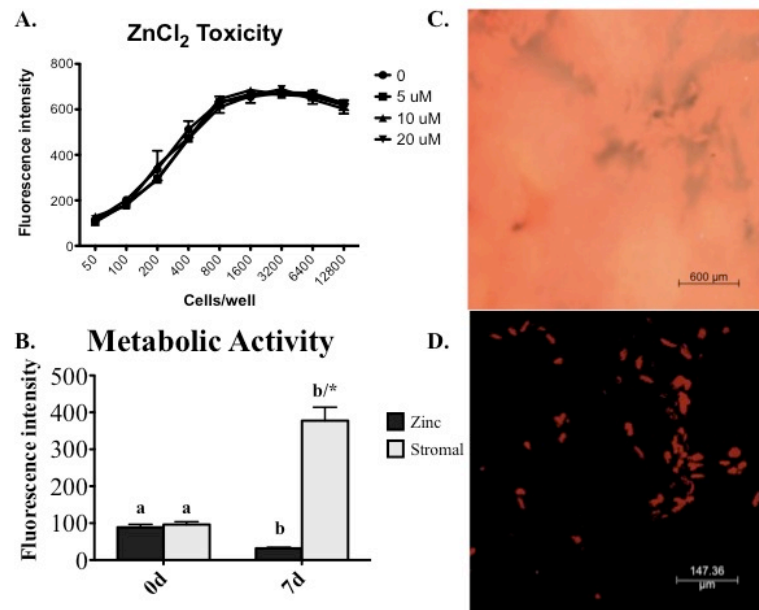 A.
ZnCl2 Toxicity
Fluorescence intensity
800
600
400
200
0
50
100
200
400
800
1600
3200
6400
12800
Cells/well
0
5 uM
10 uM
20 uM
B.
Metabolic Activity
Fluorescence intensity
500
400
300
200
100
0
a
a
b
b/*
0d
7d
Zinc
Stromal
C.
600 µm
D.
147.36
µm